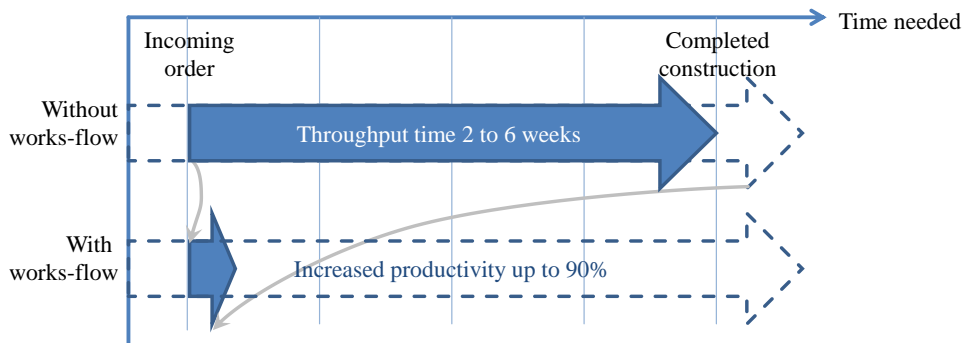 Time needed
Incoming
order
Completed
construction
Without
works-flow
Throughput time 2 to 6 weeks
With
works-flow
Increased productivity up to 90%